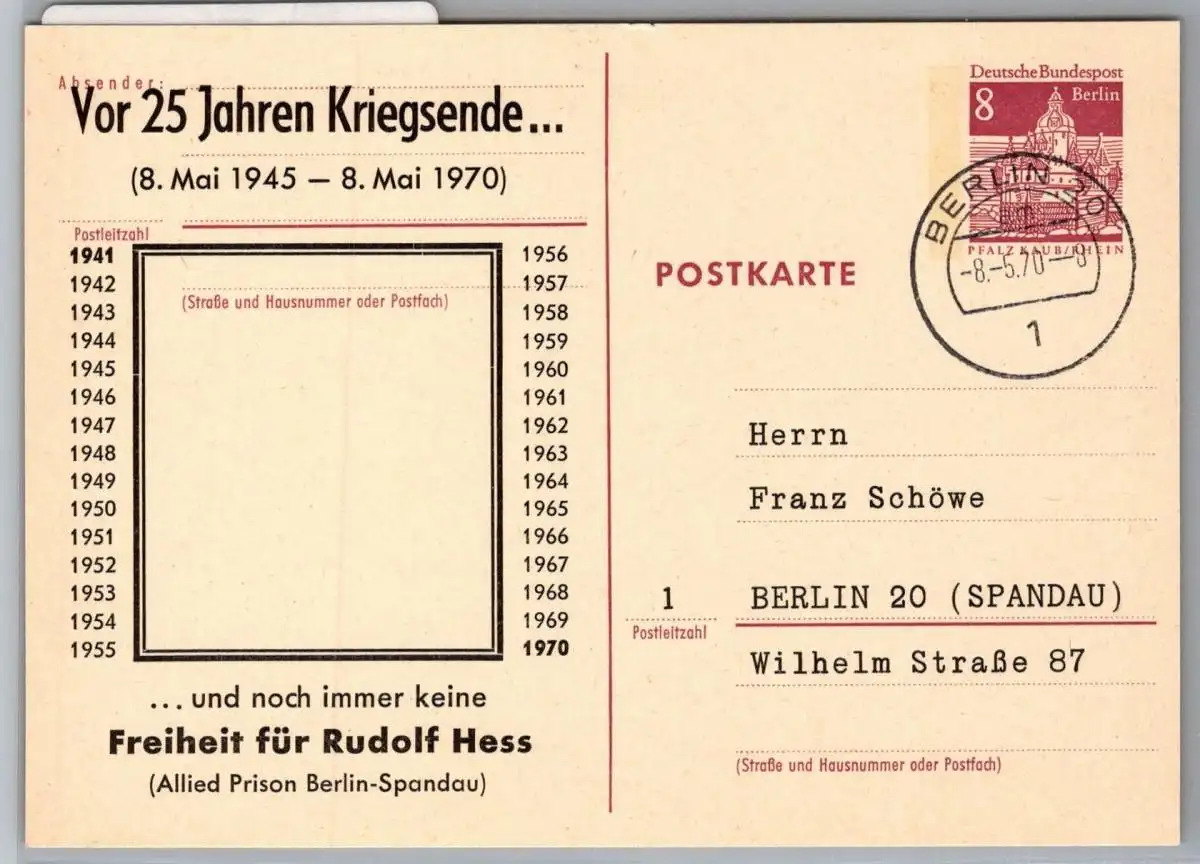 Absender:
Vor 25 Jahren Kriegsende...
(8. Mai 1945 — 8. Mai 1970)
Postleitzahl
1941
1942
1943
1944
1945
1946
1947
1948
1949
1950
1951
1952
1953
1954
1955
(Straße und Hausnummer oder Postfach)
1956
1957
1958
1959
1960
1961
1962
1963
1964
1965
1966
1967
1968
1969
1970
...und noch immer keine
Freiheit für Rudolf Hess
(Allied Prison Berlin-Spandau)
Deutsche Bundespost
8 Berlin
PFALZ KAUB/RHEIN
BERLIN 20
-8.-5.70-8
1
POSTKARTE
Herrn
Franz Schöwe
1 BERLIN 20 (SPANDAU)
Postleitzahl
Wilhelm Straße 87
(Straße und Hausnummer oder Postfach)